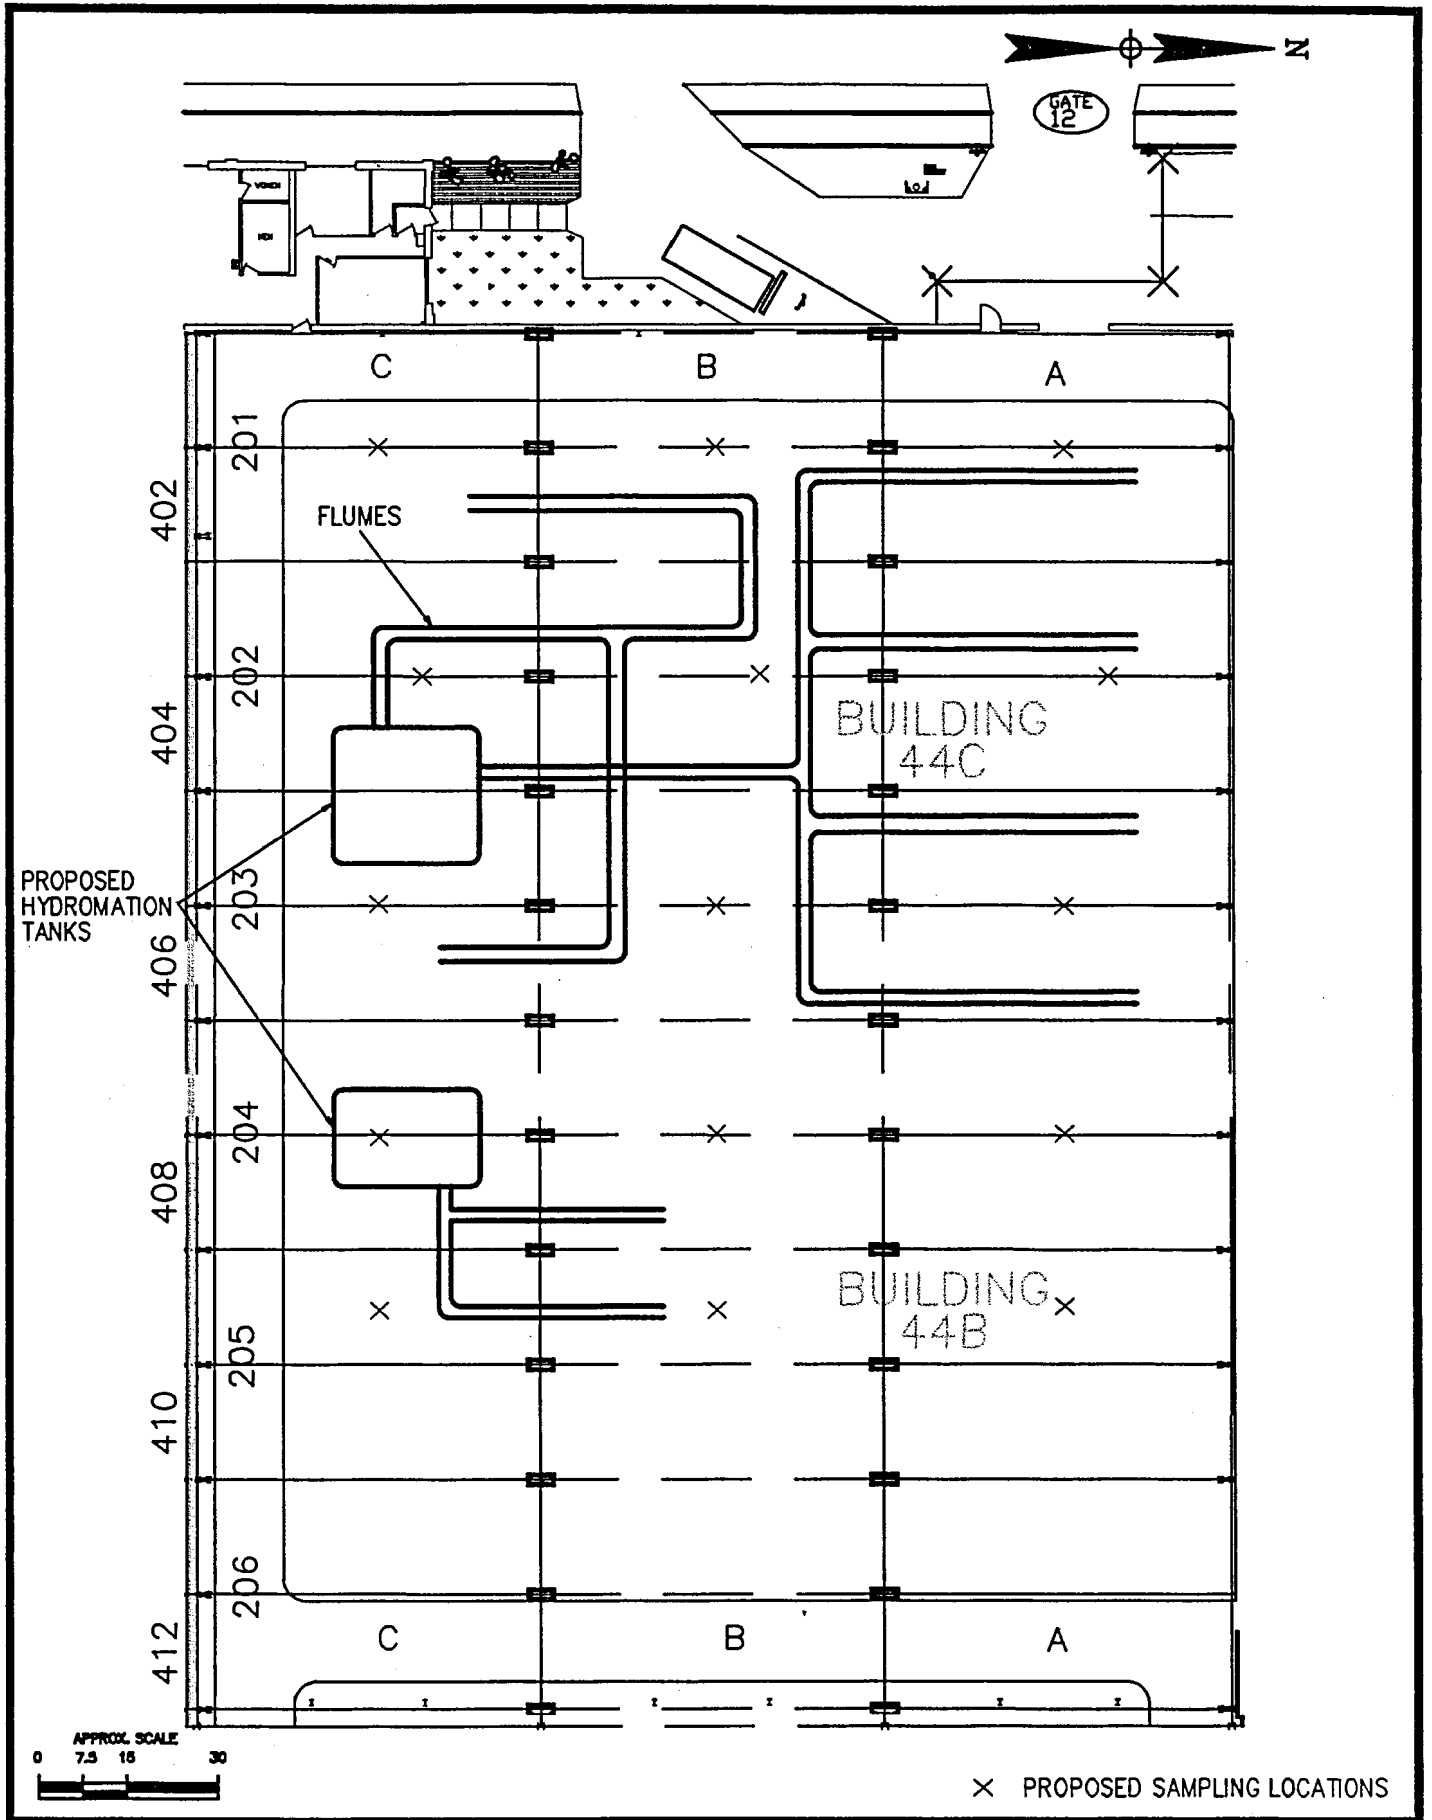 N
GATE
12
C
B
A
201
402
FLUMES
202
404
BUILDING
44C
PROPOSED
HYDROMATION
TANKS
203
406
204
408
BUILDING
44B
205
410
206
412
C
B
A
APPROX. SCALE
0 7.5 15 30
X PROPOSED SAMPLING LOCATIONS